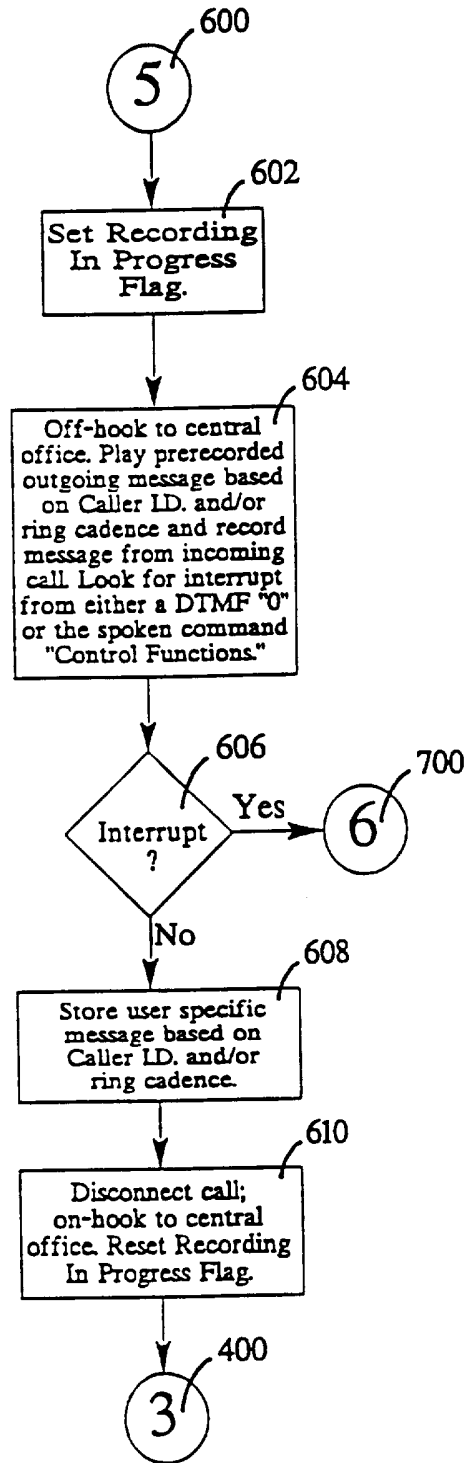 600
5
602
Set Recording
In Progress
Flag.
604
Off-hook to central
office. Play prerecorded
outgoing message based
on Caller I.D. and/or
ring cadence and record
message from incoming
call. Look for interrupt
from either a DTMF "0"
or the spoken command
"Control Functions."
606
700
Interrupt
?
Yes
6
No
608
Store user specific
message based on
Caller I.D. and/or
ring cadence.
610
Disconnect call;
on-hook to central
office. Reset Recording
In Progress Flag.
400
3